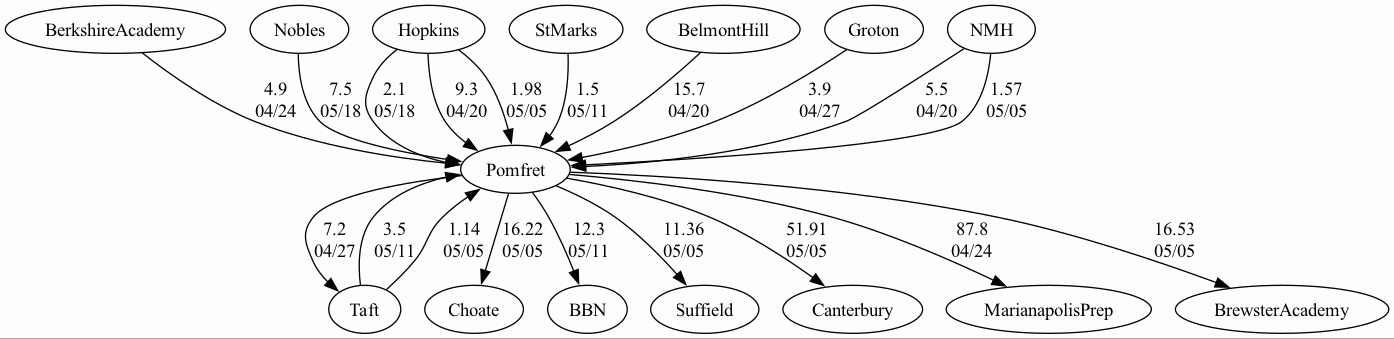 BerkshireAcademy
Nobles
Hopkins
StMarks
BelmontHill
Groton
NMH
4.9
04/24
7.5
05/18
2.1
05/18
9.3
04/20
1.98
05/05
1.5
05/11
15.7
04/20
3.9
04/27
5.5
04/20
1.57
05/05
Pomfret
7.2
04/27
3.5
05/11
1.14
05/05
16.22
05/05
12.3
05/11
11.36
05/05
51.91
05/05
87.8
04/24
16.53
05/05
Taft
Choate
BBN
Suffield
Canterbury
MarianapolisPrep
BrewsterAcademy